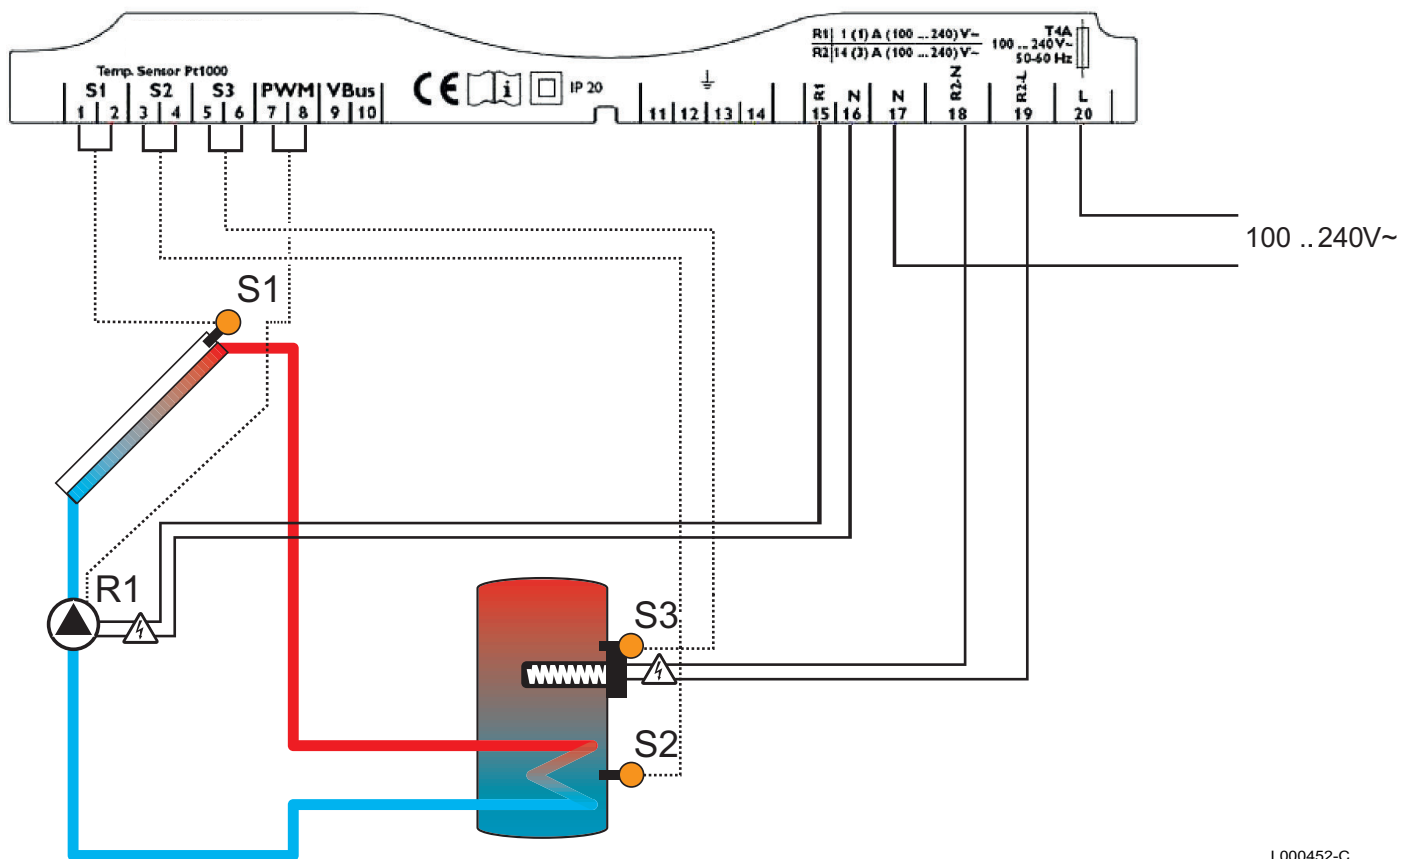 R1 1 (1) A (100 ... 240) V~
R2 14 (3) A (100 ... 240) V~
T4A
100 ... 240 V~
50-60 Hz
Temp. Sensor Pt1000
S1 S2 S3 PWM VBus
CE i IP 20
R1 N N R2-N R2-L L
1 2 3 4 5 6 7 8 9 10 11 12 13 14 15 16 17 18 19 20
100 .. 240V~
S1
R1
S3
S2
L000452-C